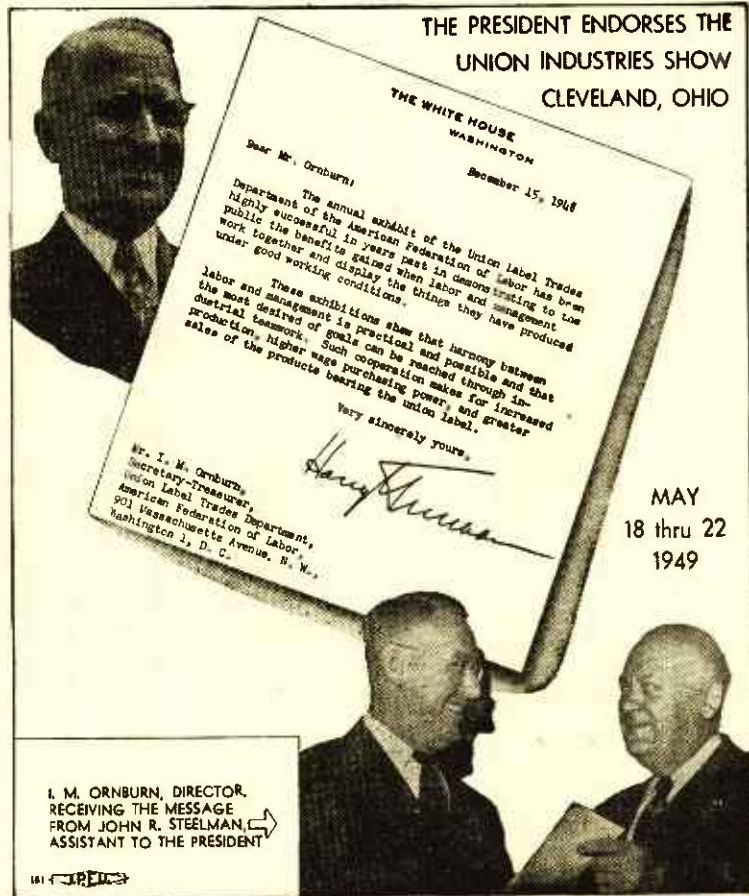 THE PRESIDENT ENDORSES THE
UNION INDUSTRIES SHOW
CLEVELAND, OHIO
THE WHITE HOUSE
WASHINGTON
December 15, 1948
Dear Mr. Ornburn:
The annual exhibit of the Union Label Trades
Department of the American Federation of Labor has been
highly successful in years past in demonstrating to the
public the benefits gained when labor and management
work together and display the things they have produced
under good working conditions.
These exhibitions show that harmony between
labor and management is practical and possible and that
the most desired of goals can be reached through in-
dustrial teamwork. Such cooperation makes for increased
production, higher wage purchasing power, and greater
sales of the products bearing the union label.
Very sincerely yours,
Harry Truman
Mr. I. M. Ornburn,
Secretary-Treasurer,
Union Label Trades Department,
American Federation of Labor,
901 Massachusetts Avenue, N. W.,
Washington 1, D. C.
MAY
18 thru 22
1949
I. M. ORNBURN, DIRECTOR,
RECEIVING THE MESSAGE
FROM JOHN R. STEELMAN,
ASSISTANT TO THE PRESIDENT
181